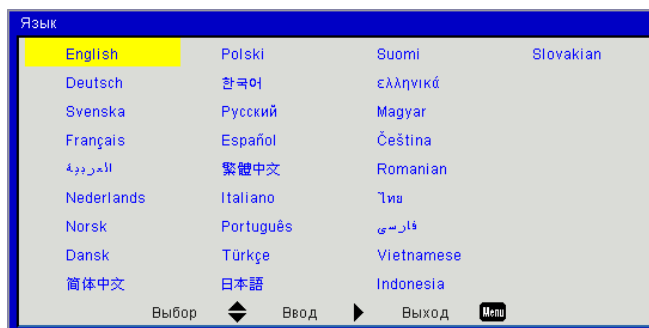 Язык
English Polski Suomi Slovakian
Deutsch 한국어 ελληνικά
Svenska Русский Magyar
Français Español Čeština
العربية 繁體中文 Romanian
Nederlands Italiano ไทย
Norsk Português فارسی
Dansk Türkçe Vietnamese
简体中文 日本語 Indonesia
Выбор Ввод Выход Menu